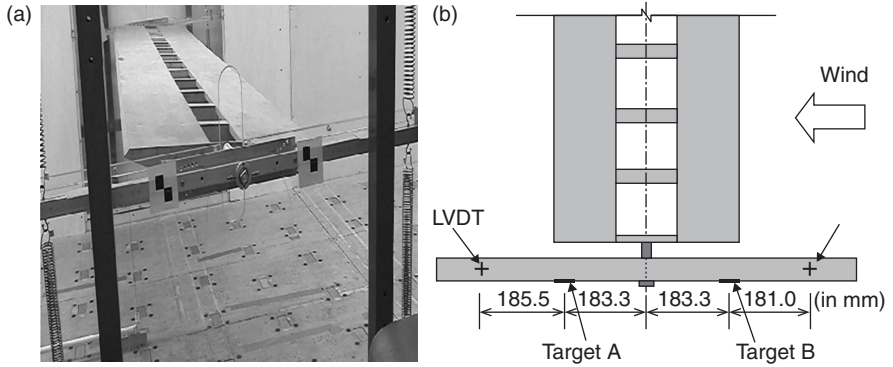 (a)
(b)
Wind
LVDT
185.5 183.3 183.3 181.0 (in mm)
Target A Target B